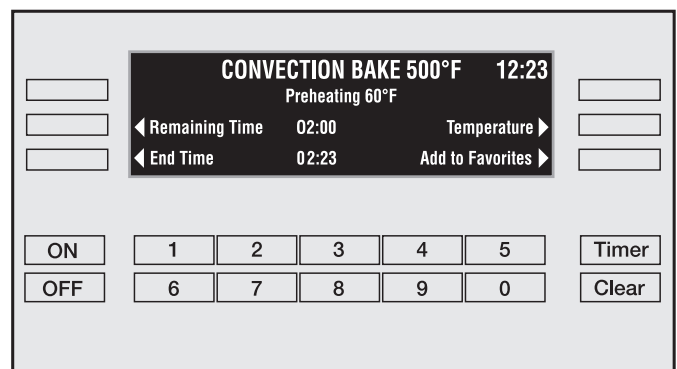 CONVECTION BAKE 500°F 12:23
Preheating 60°F
Remaining Time 02:00 Temperature
End Time 02:23 Add to Favorites
ON 1 2 3 4 5 Timer
OFF 6 7 8 9 0 Clear